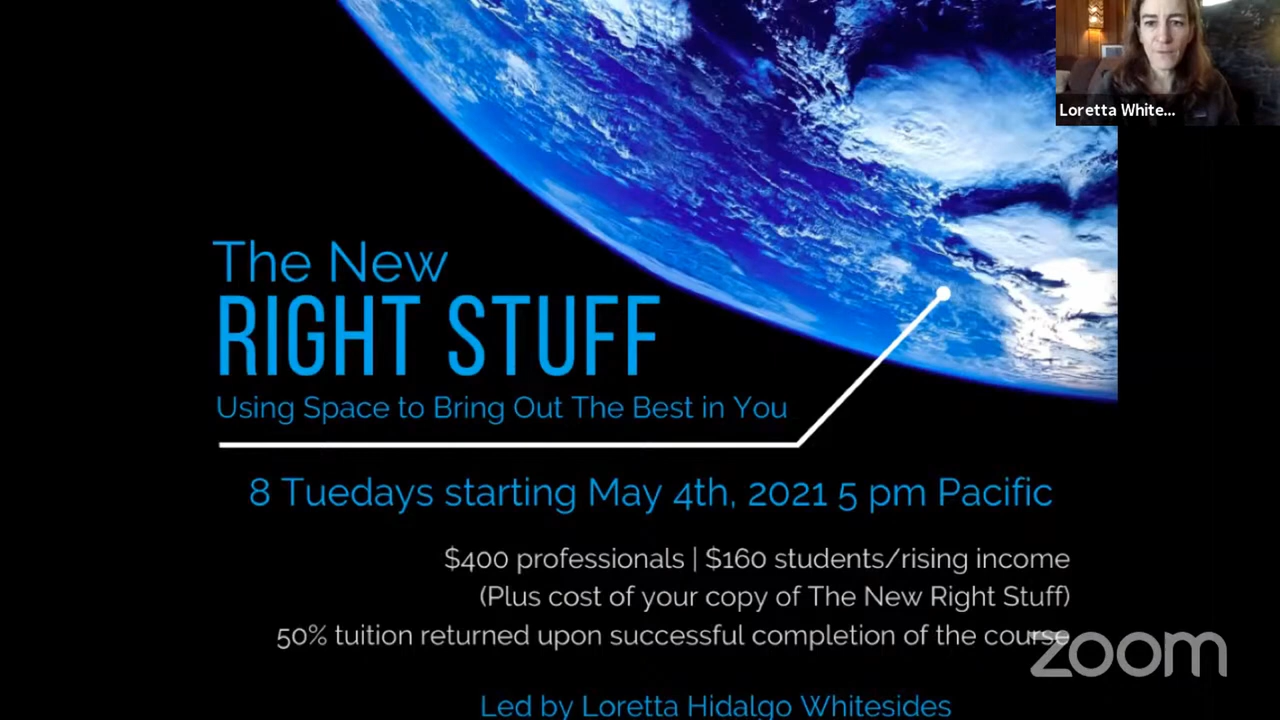 Loretta White...
The New
RIGHT STUFF
Using Space to Bring Out The Best in You
8 Tuedays starting May 4th, 2021 5 pm Pacific
$400 professionals | $160 students/rising income
(Plus cost of your copy of The New Right Stuff)
50% tuition returned upon successful completion of the course
zoom
Led by Loretta Hidalgo Whitesides